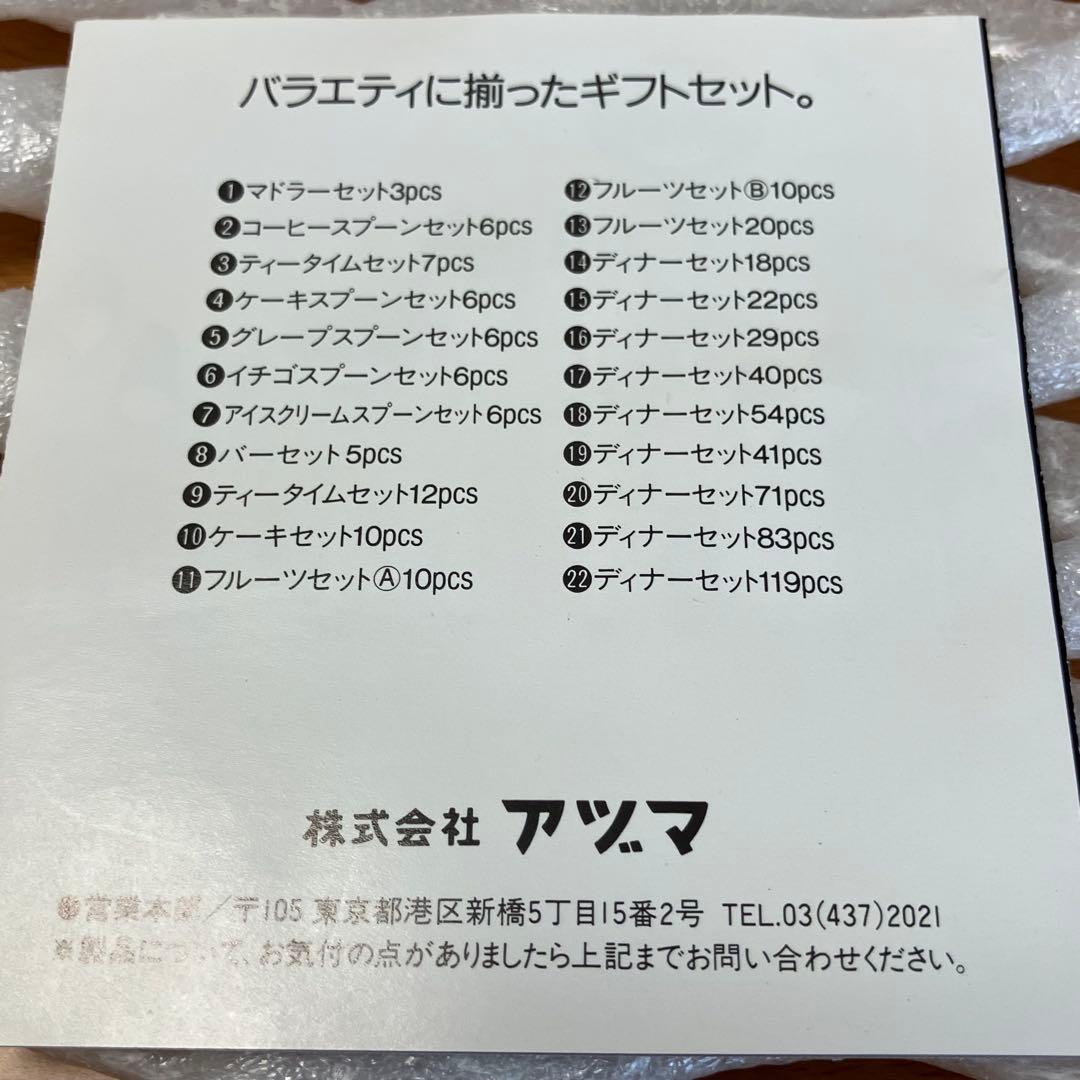 バラエティに揃ったギフトセット。
❶マドラーセット3pcs
❷コーヒースプーンセット6pcs
❸ティータイムセット7pcs
❹ケーキスプーンセット6pcs
❺グレープスプーンセット6pcs
❻イチゴスプーンセット6pcs
❼アイスクリームスプーンセット6pcs
❽バーセット5pcs
❾ティータイムセット12pcs
❿ケーキセット10pcs
⓫フルーツセットⒶ10pcs
⓬フルーツセットⒷ10pcs
⓭フルーツセット20pcs
⓮ディナーセット18pcs
⓯ディナーセット22pcs
⓰ディナーセット29pcs
⓱ディナーセット40pcs
⓲ディナーセット54pcs
⓳ディナーセット41pcs
⓴ディナーセット71pcs
㉑ディナーセット83pcs
㉒ディナーセット119pcs
株式会社 アヅマ
●営業本部/〒105 東京都港区新橋5丁目15番2号 TEL.03(437)2021
※製品について、お気付の点がありましたら上記までお問い合わせください。